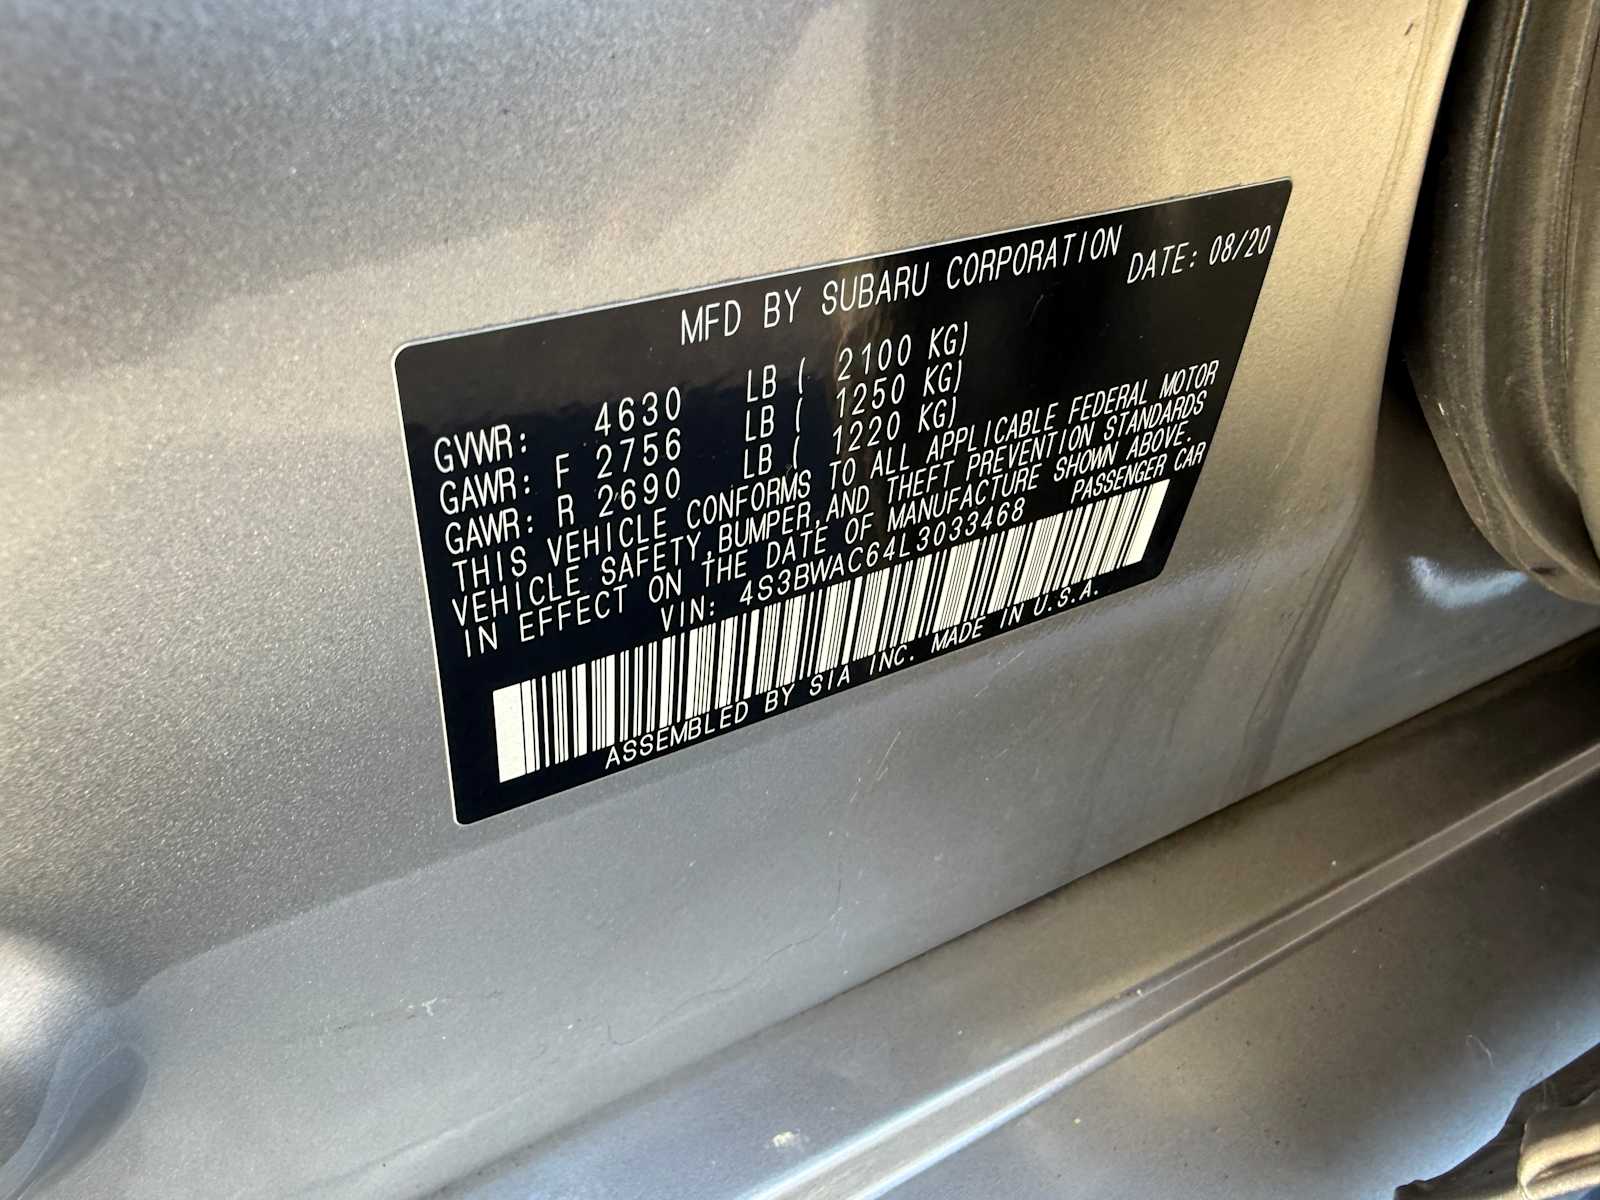 MFD BY SUBARU CORPORATION DATE: 08/20
GVWR: 4630 LB ( 2100 KG)
GAWR: F 2756 LB ( 1250 KG)
GAWR: R 2690 LB ( 1220 KG)
THIS VEHICLE CONFORMS TO ALL APPLICABLE FEDERAL MOTOR
VEHICLE SAFETY,BUMPER,AND THEFT PREVENTION STANDARDS
IN EFFECT ON THE DATE OF MANUFACTURE SHOWN ABOVE.
VIN: 4S3BWAC64L3033468 PASSENGER CAR
ASSEMBLED BY SIA INC. MADE IN U.S.A.